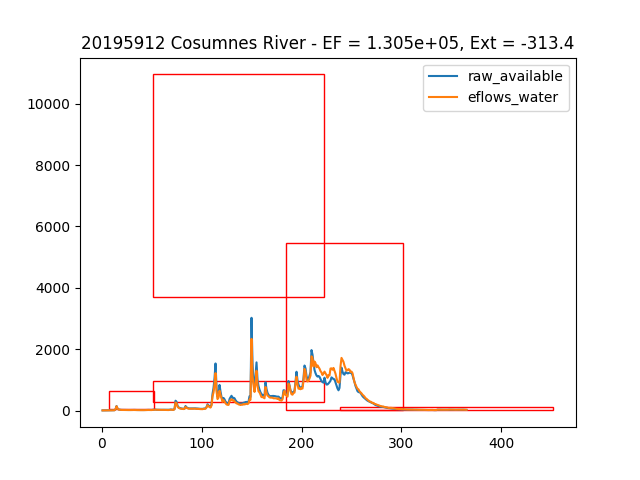 20195912 Cosumnes River - EF = 1.305e+05, Ext = -313.4
raw_available
eflows_water
10000
8000
6000
4000
2000
0
0 100 200 300 400